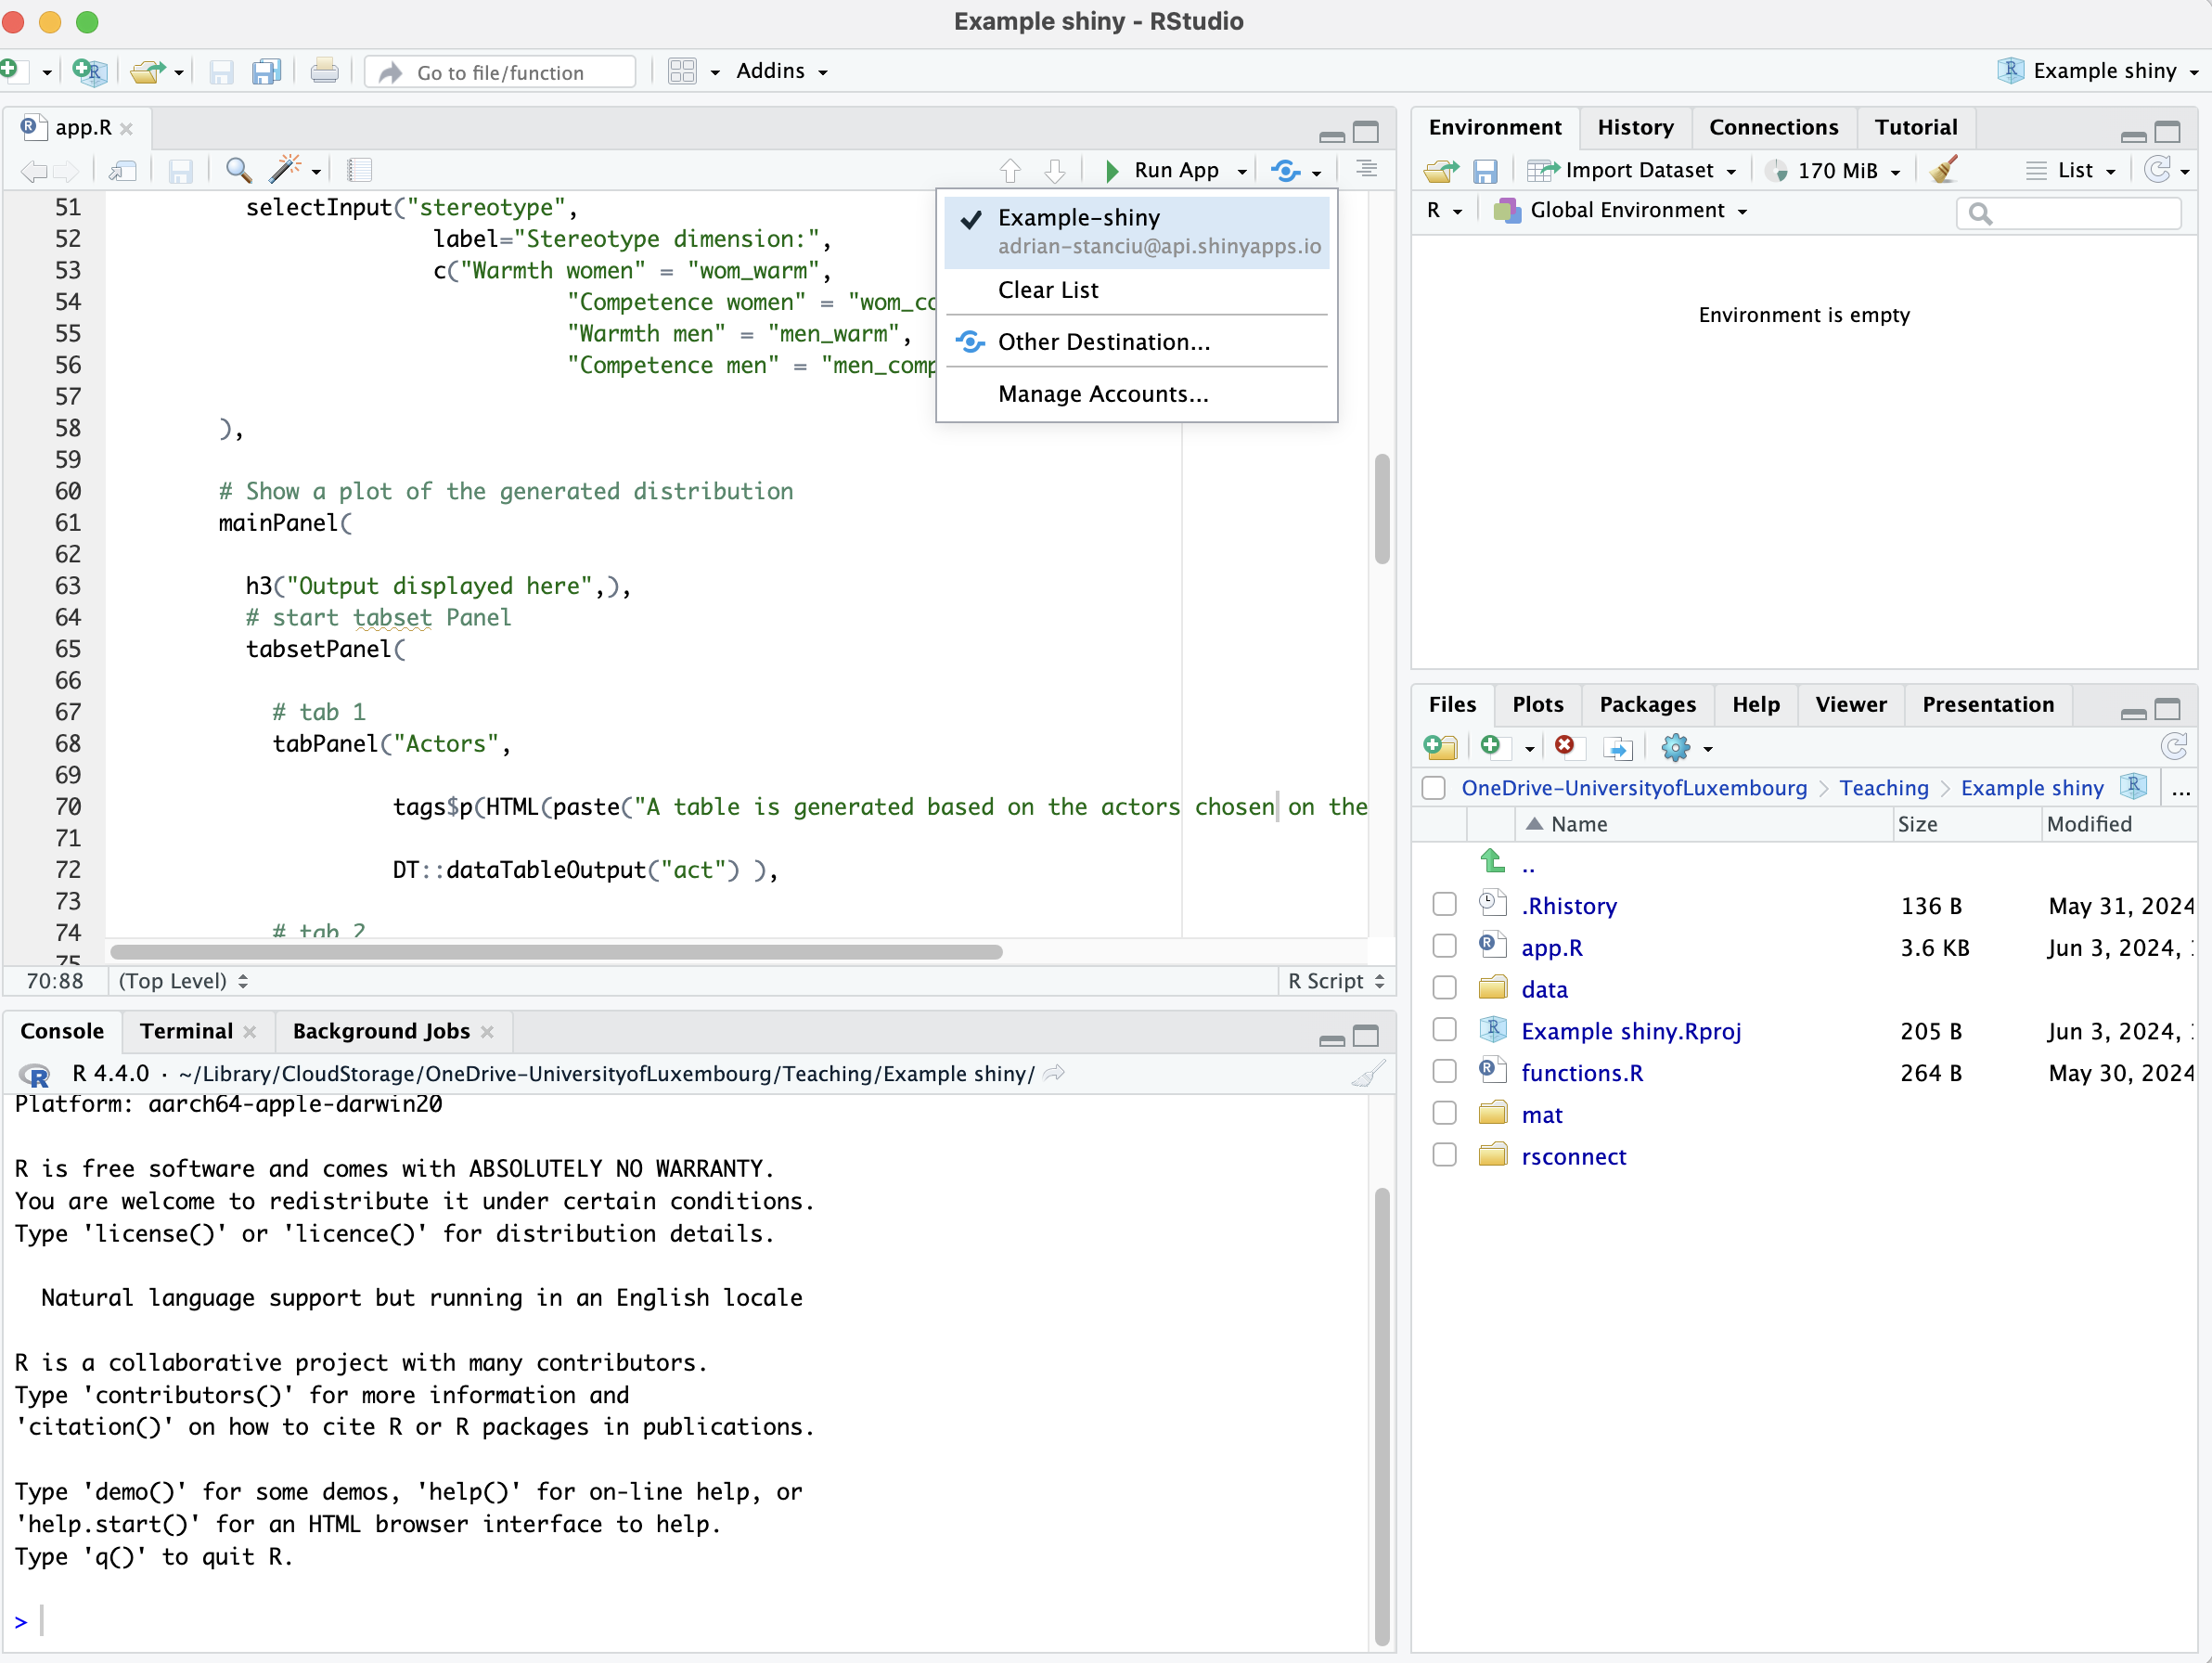 Example shiny - RStudio
Go to file/function
Addins
Example shiny
app.R
Run App
51 selectInput("stereotype",
52 label="Stereotype dimension:",
53 c("Warmth women" = "wom_warm",
54 "Competence women" = "wom_co
55 "Warmth men" = "men_warm",
56 "Competence men" = "men_comp
57
58 ),
59
60 # Show a plot of the generated distribution
61 mainPanel(
62
63 h3("Output displayed here",),
64 # start tabset Panel
65 tabsetPanel(
66
67 # tab 1
68 tabPanel("Actors",
69
70 tags$p(HTML(paste("A table is generated based on the actors chosen on the
71
72 DT::dataTableOutput("act") ),
73
74 # tab 2
75
Example-shiny
adrian-stanciu@api.shinyapps.io
Clear List
Other Destination...
Manage Accounts...
70:88 (Top Level) R Script
Console Terminal Background Jobs
R 4.4.0 · ~/Library/CloudStorage/OneDrive-UniversityofLuxembourg/Teaching/Example shiny/
Platform: aarch64-apple-darwin20
R is free software and comes with ABSOLUTELY NO WARRANTY.
You are welcome to redistribute it under certain conditions.
Type 'license()' or 'licence()' for distribution details.
Natural language support but running in an English locale
R is a collaborative project with many contributors.
Type 'contributors()' for more information and
'citation()' on how to cite R or R packages in publications.
Type 'demo()' for some demos, 'help()' for on-line help, or
'help.start()' for an HTML browser interface to help.
Type 'q()' to quit R.
>
Environment History Connections Tutorial
Import Dataset 170 MiB List
R Global Environment
Environment is empty
Files Plots Packages Help Viewer Presentation
OneDrive-UniversityofLuxembourg Teaching Example shiny ...
Name Size Modified
..
.Rhistory 136 B May 31, 2024
app.R 3.6 KB Jun 3, 2024,
data
Example shiny.Rproj 205 B Jun 3, 2024,
functions.R 264 B May 30, 2024
mat
rsconnect